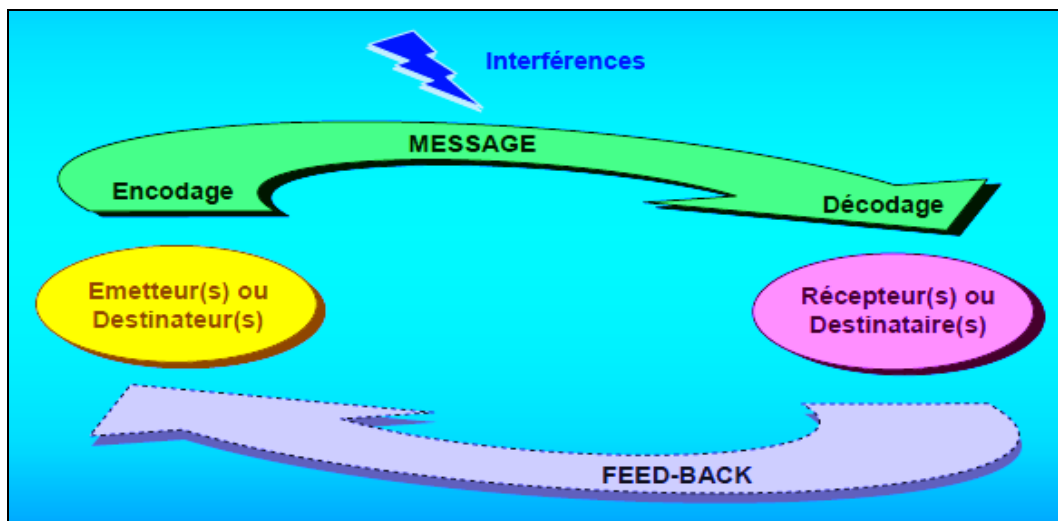 Interférences
MESSAGE
Encodage
Décodage
Emetteur(s) ou
Destinateur(s)
Récepteur(s) ou
Destinataire(s)
FEED-BACK